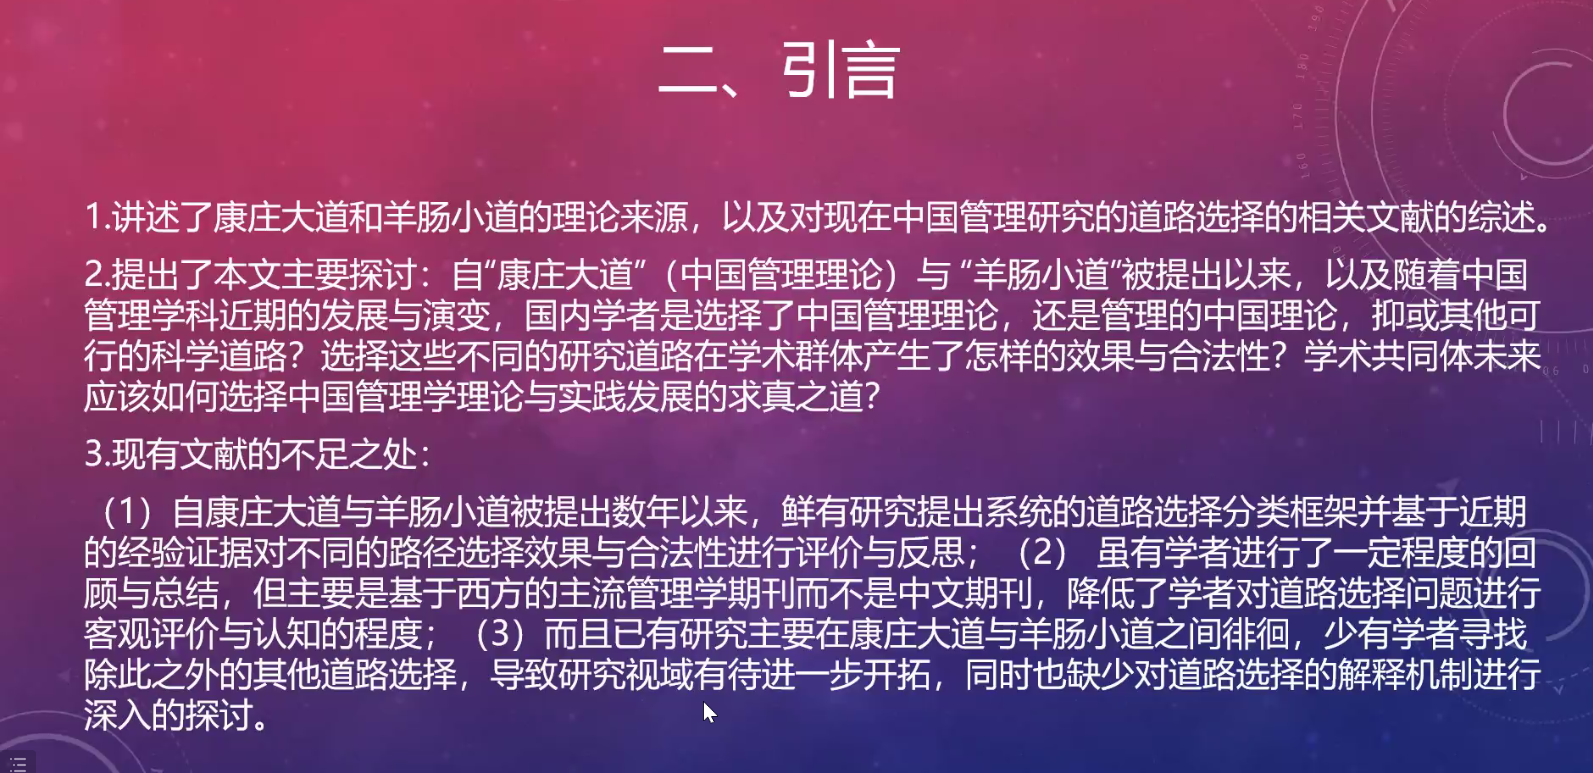 二、引言
1.讲述了康庄大道和羊肠小道的理论来源，以及对现在中国管理研究的道路选择的相关文献的综述。
2.提出了本文主要探讨：自“康庄大道”（中国管理理论）与 “羊肠小道”被提出以来，以及随着中国
管理学科近期的发展与演变，国内学者是选择了中国管理理论，还是管理的中国理论，抑或其他可
行的科学道路？选择这些不同的研究道路在学术群体产生了怎样的效果与合法性？学术共同体未来
应该如何选择中国管理学理论与实践发展的求真之道？
3.现有文献的不足之处：
（1）自康庄大道与羊肠小道被提出数年以来，鲜有研究提出系统的道路选择分类框架并基于近期
的经验证据对不同的路径选择效果与合法性进行评价与反思；（2） 虽有学者进行了一定程度的回
顾与总结，但主要是基于西方的主流管理学期刊而不是中文期刊，降低了学者对道路选择问题进行
客观评价与认知的程度；（3）而且已有研究主要在康庄大道与羊肠小道之间徘徊，少有学者寻找
除此之外的其他道路选择，导致研究视域有待进一步开拓，同时也缺少对道路选择的解释机制进行
深入的探讨。
190
180
170
160